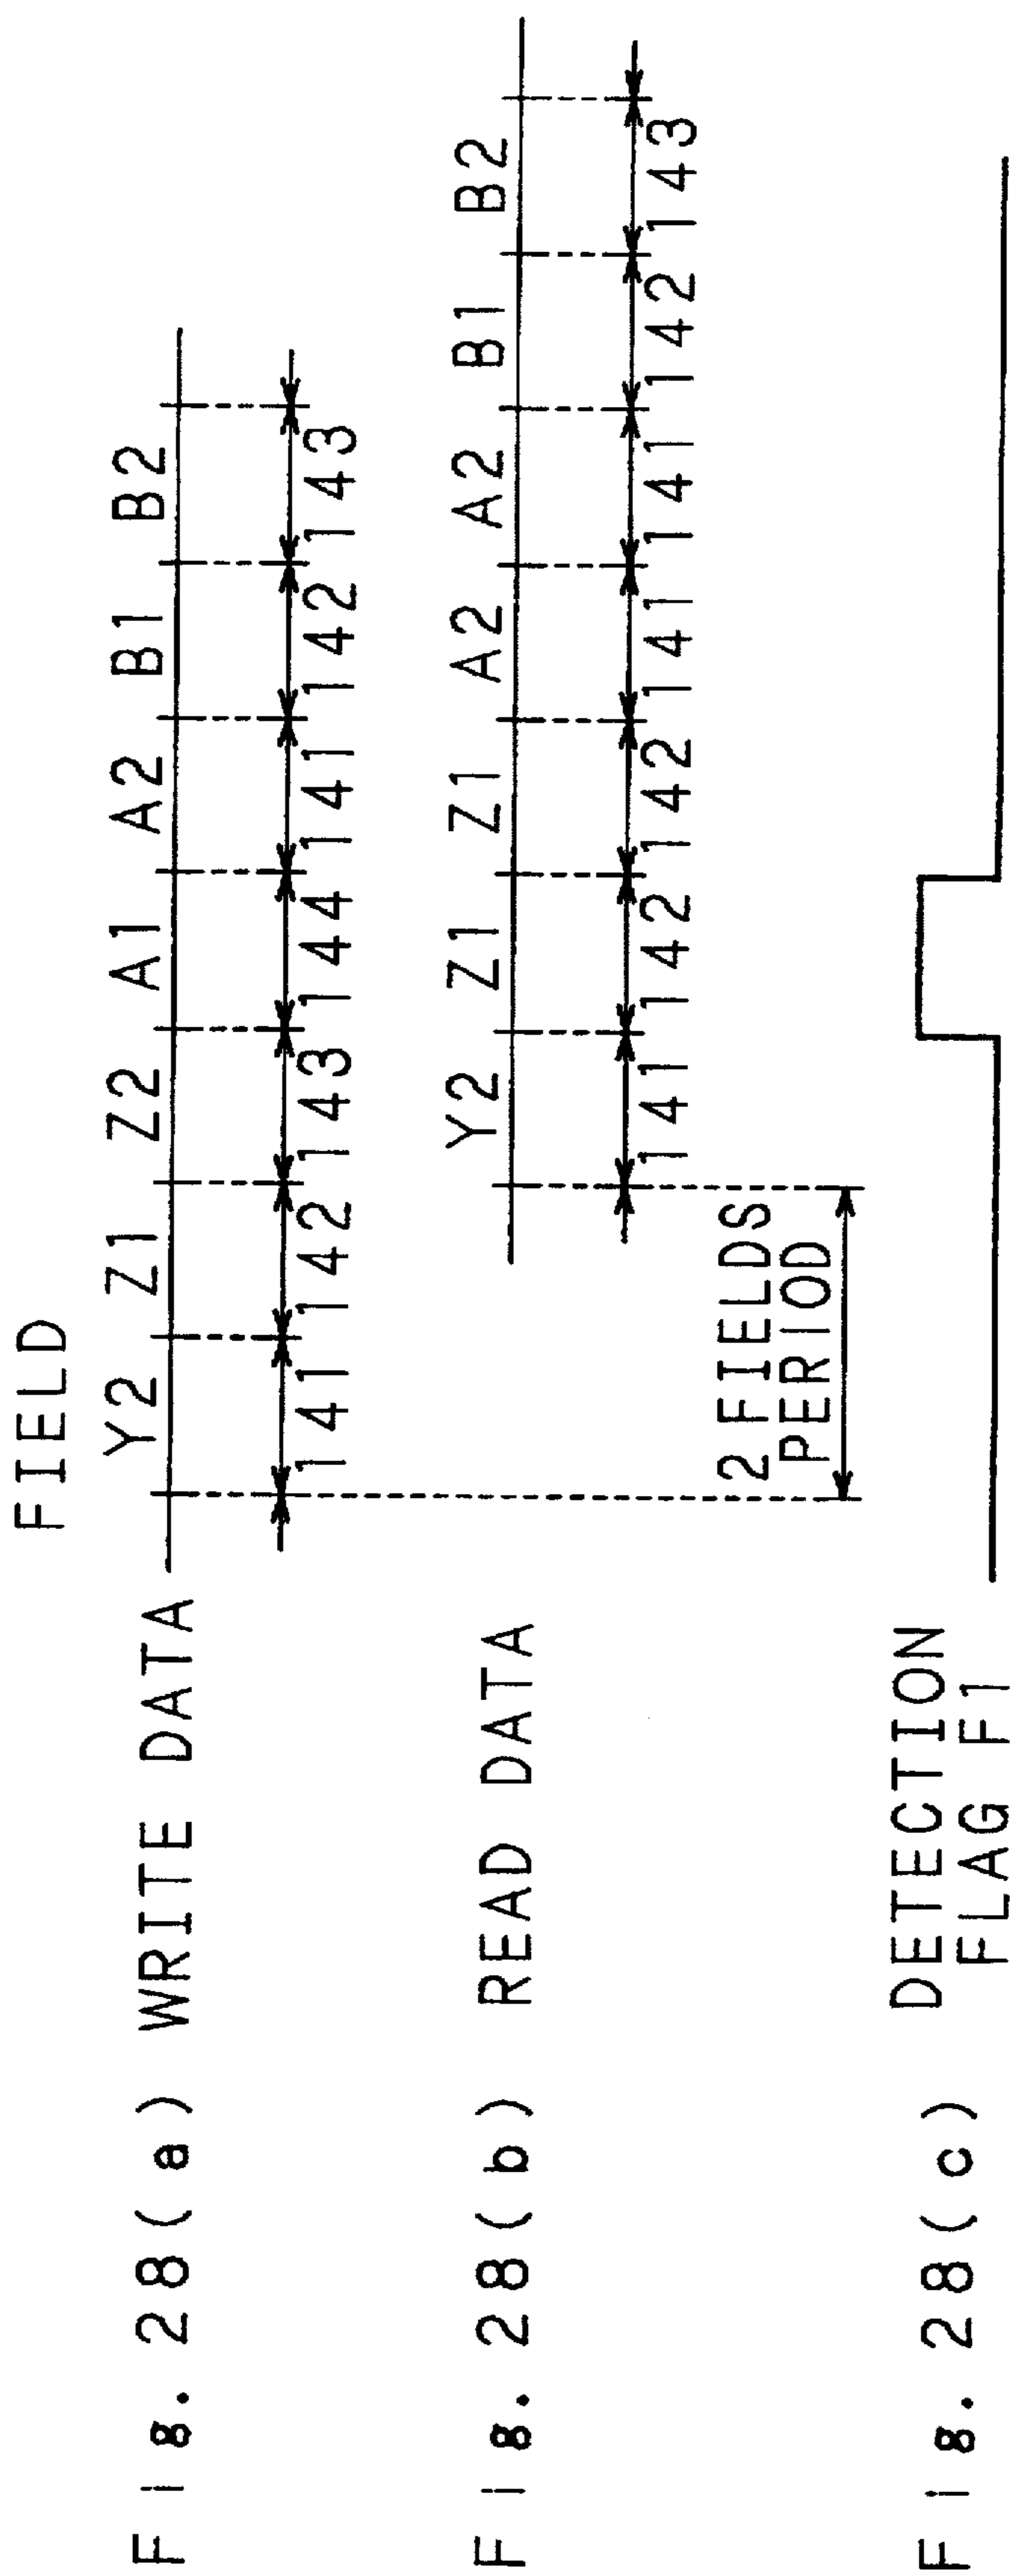 FIELD
Fig. 28(a) WRITE DATA
Y2 Z1 Z2 A1 A2 B1 B2
141 142 143 144 141 142 143
Fig. 28(b) READ DATA
Y2 Z1 Z1 A2 A2 B1 B2
141 142 142 141 141 142 143
2 FIELDS
PERIOD
Fig. 28(c) DETECTION
FLAG F1